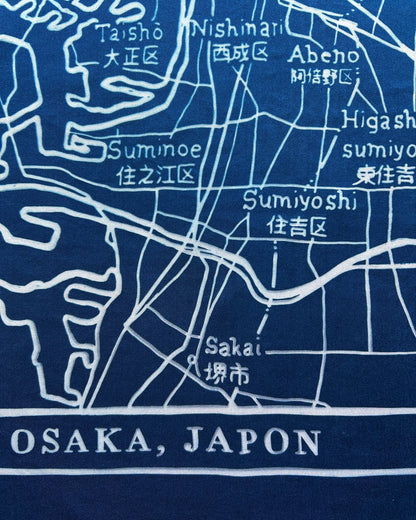 Taishō
大正区
Nishinari
西成区
Abeno
阿倍野区
Higash
sumiyo
東住吉
Suminoe
住之江区
Sumiyoshi
住吉区
Sakai
堺市
OSAKA, JAPON